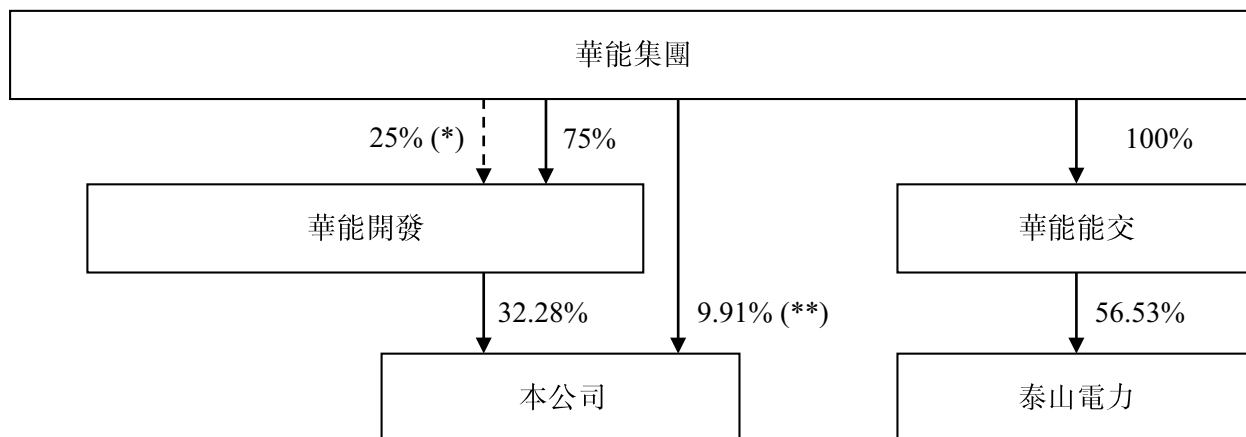 華能集團
25% (*)
75%
100%
華能開發
華能能交
32.28%
9.91% (**)
56.53%
本公司
泰山電力